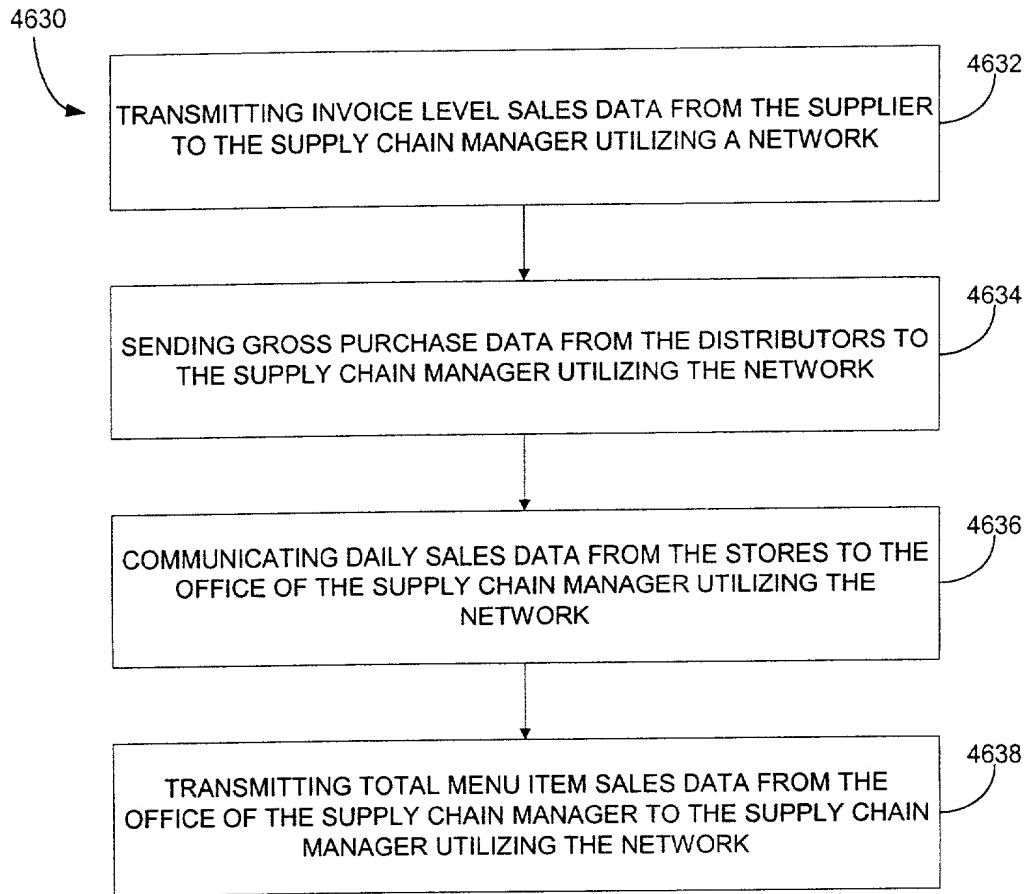 4630
4632
TRANSMITTING INVOICE LEVEL SALES DATA FROM THE SUPPLIER
TO THE SUPPLY CHAIN MANAGER UTILIZING A NETWORK
4634
SENDING GROSS PURCHASE DATA FROM THE DISTRIBUTORS TO
THE SUPPLY CHAIN MANAGER UTILIZING THE NETWORK
4636
COMMUNICATING DAILY SALES DATA FROM THE STORES TO THE
OFFICE OF THE SUPPLY CHAIN MANAGER UTILIZING THE
NETWORK
4638
TRANSMITTING TOTAL MENU ITEM SALES DATA FROM THE
OFFICE OF THE SUPPLY CHAIN MANAGER TO THE SUPPLY CHAIN
MANAGER UTILIZING THE NETWORK